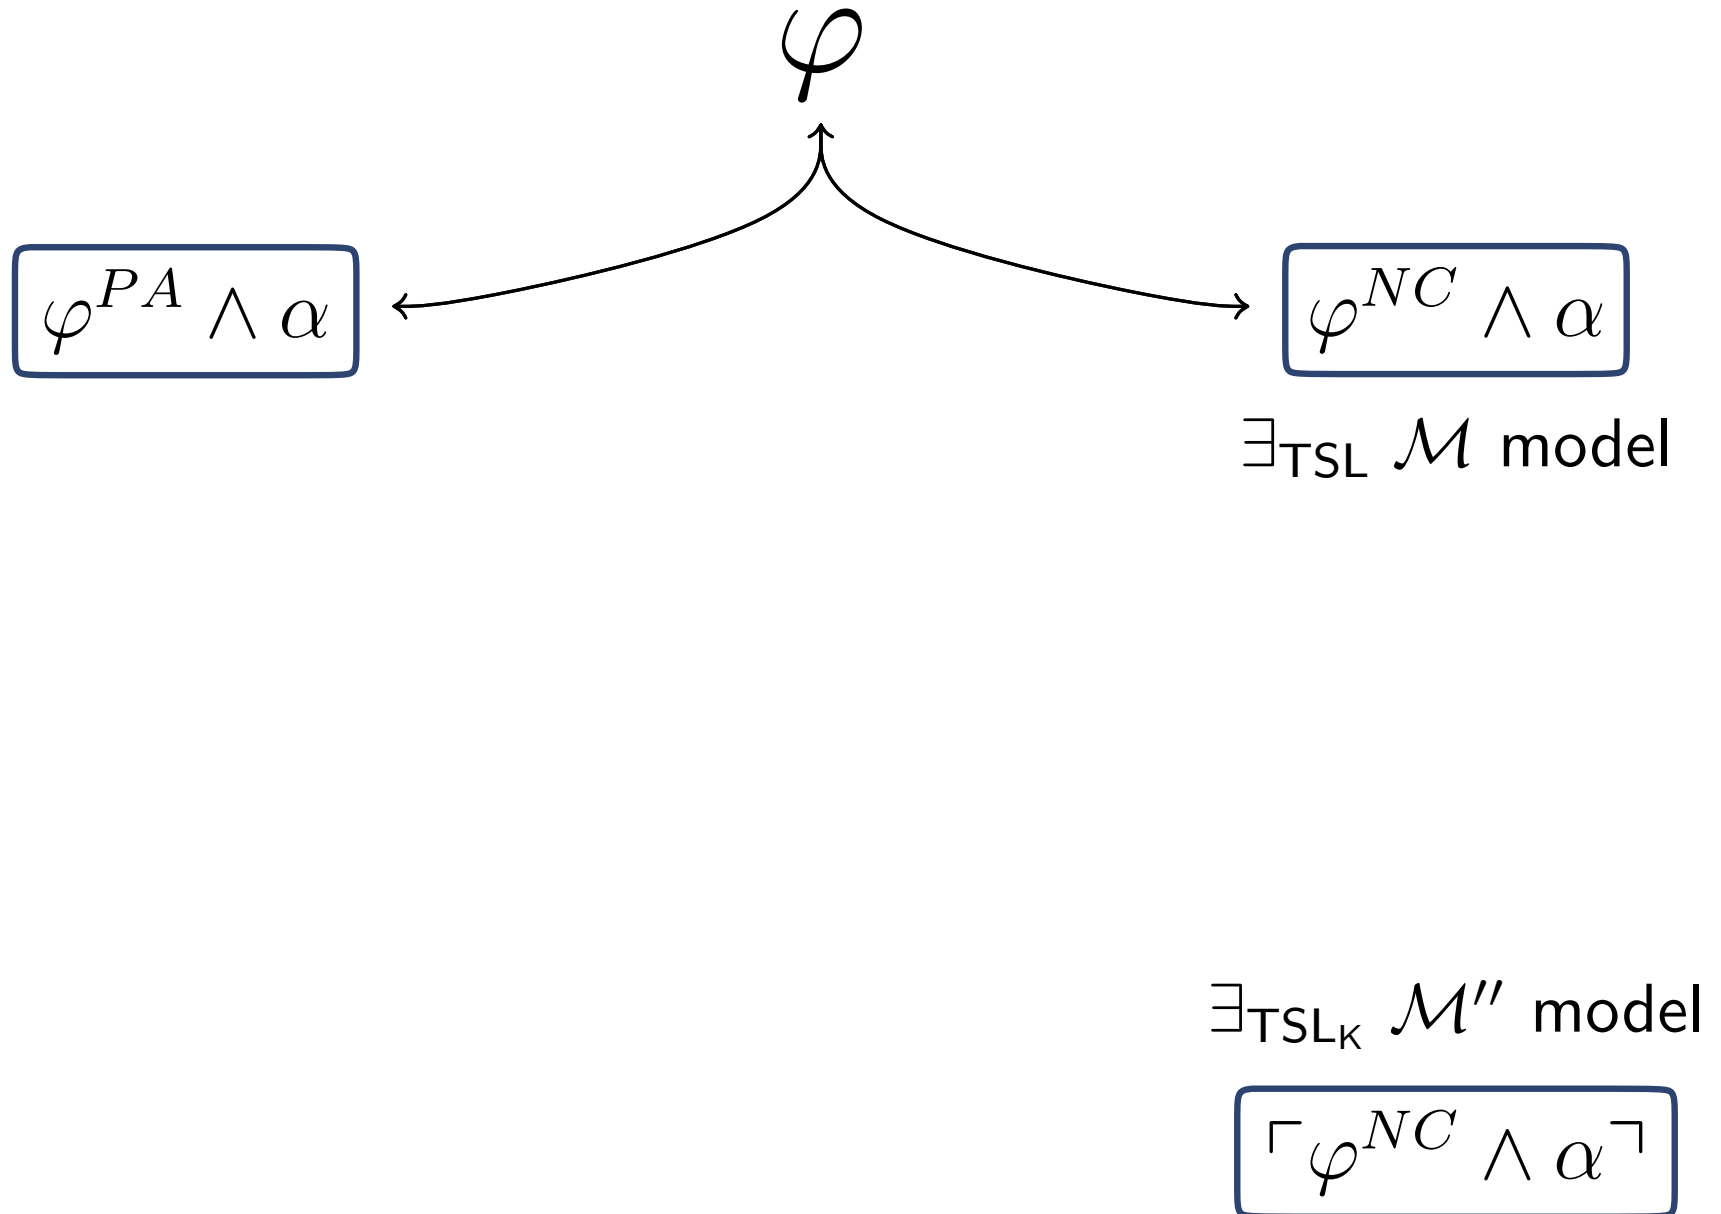 φ
φ^{PA} ∧ α
φ^{NC} ∧ α
∃_{TSL} ℳ model
∃_{TSL_K} ℳ″ model
⌜φ^{NC} ∧ α⌝